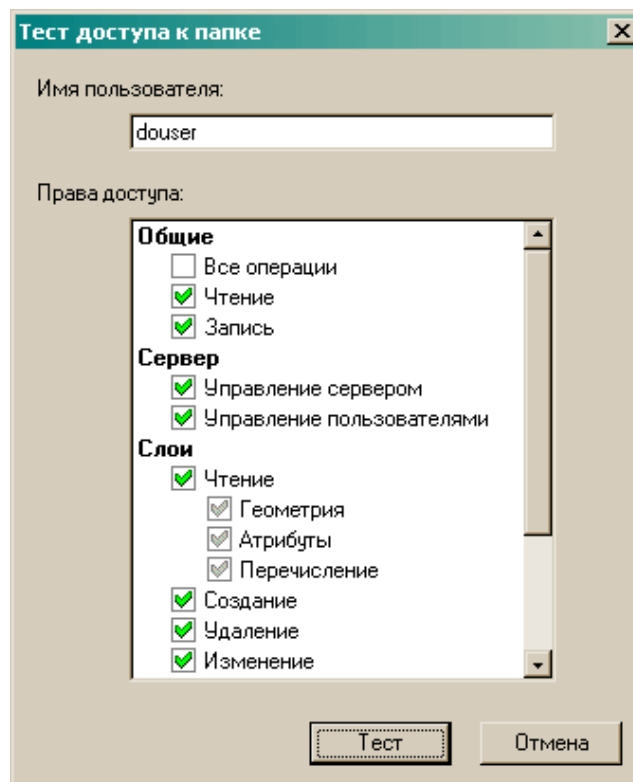 Тест доступа к папке
Имя пользователя:
douser
Права доступа:
Общие
Все операции
Чтение
Запись
Сервер
Управление сервером
Управление пользователями
Слои
Чтение
Геометрия
Атрибуты
Перечисление
Создание
Удаление
Изменение
Тест
Отмена